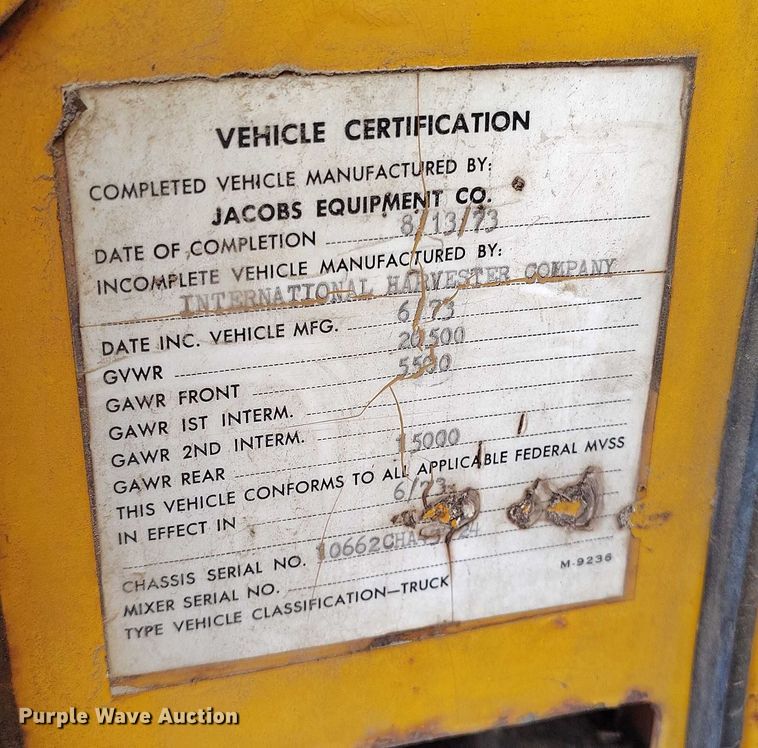 VEHICLE CERTIFICATION
COMPLETED VEHICLE MANUFACTURED BY:
JACOBS EQUIPMENT CO.
DATE OF COMPLETION 8/13/73
INCOMPLETE VEHICLE MANUFACTURED BY:
INTERNATIONAL HARVESTER COMPANY
DATE INC. VEHICLE MFG. 6/73
GVWR 20,500
GAWR FRONT 5500
GAWR 1ST INTERM.
GAWR 2ND INTERM.
GAWR REAR 15000
THIS VEHICLE CONFORMS TO ALL APPLICABLE FEDERAL MVSS
IN EFFECT IN 6/73
CHASSIS SERIAL NO.
MIXER SERIAL NO.
TYPE VEHICLE CLASSIFICATION—TRUCK
M-9236
Purple Wave Auction